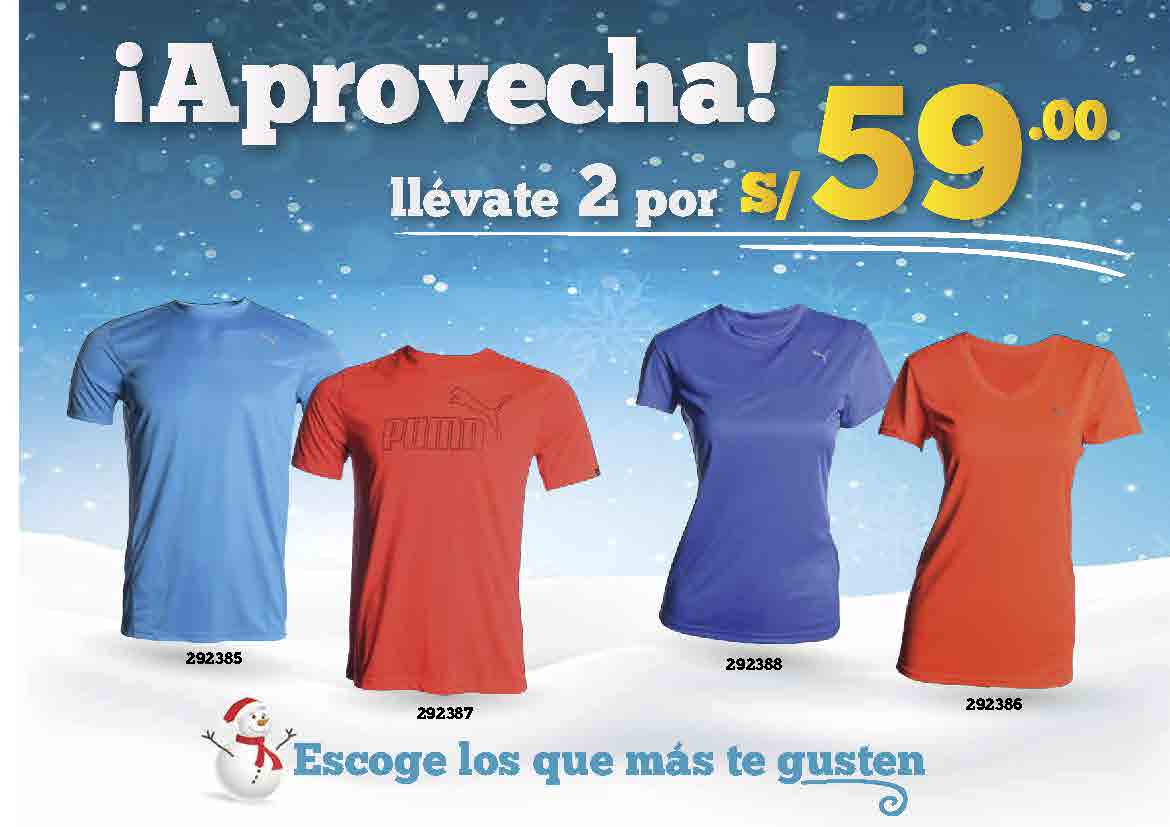 ¡Aprovecha!
llévate 2 por S/ 59.00
PUMA
292385
292387
292388
292386
Escoge los que más te gusten